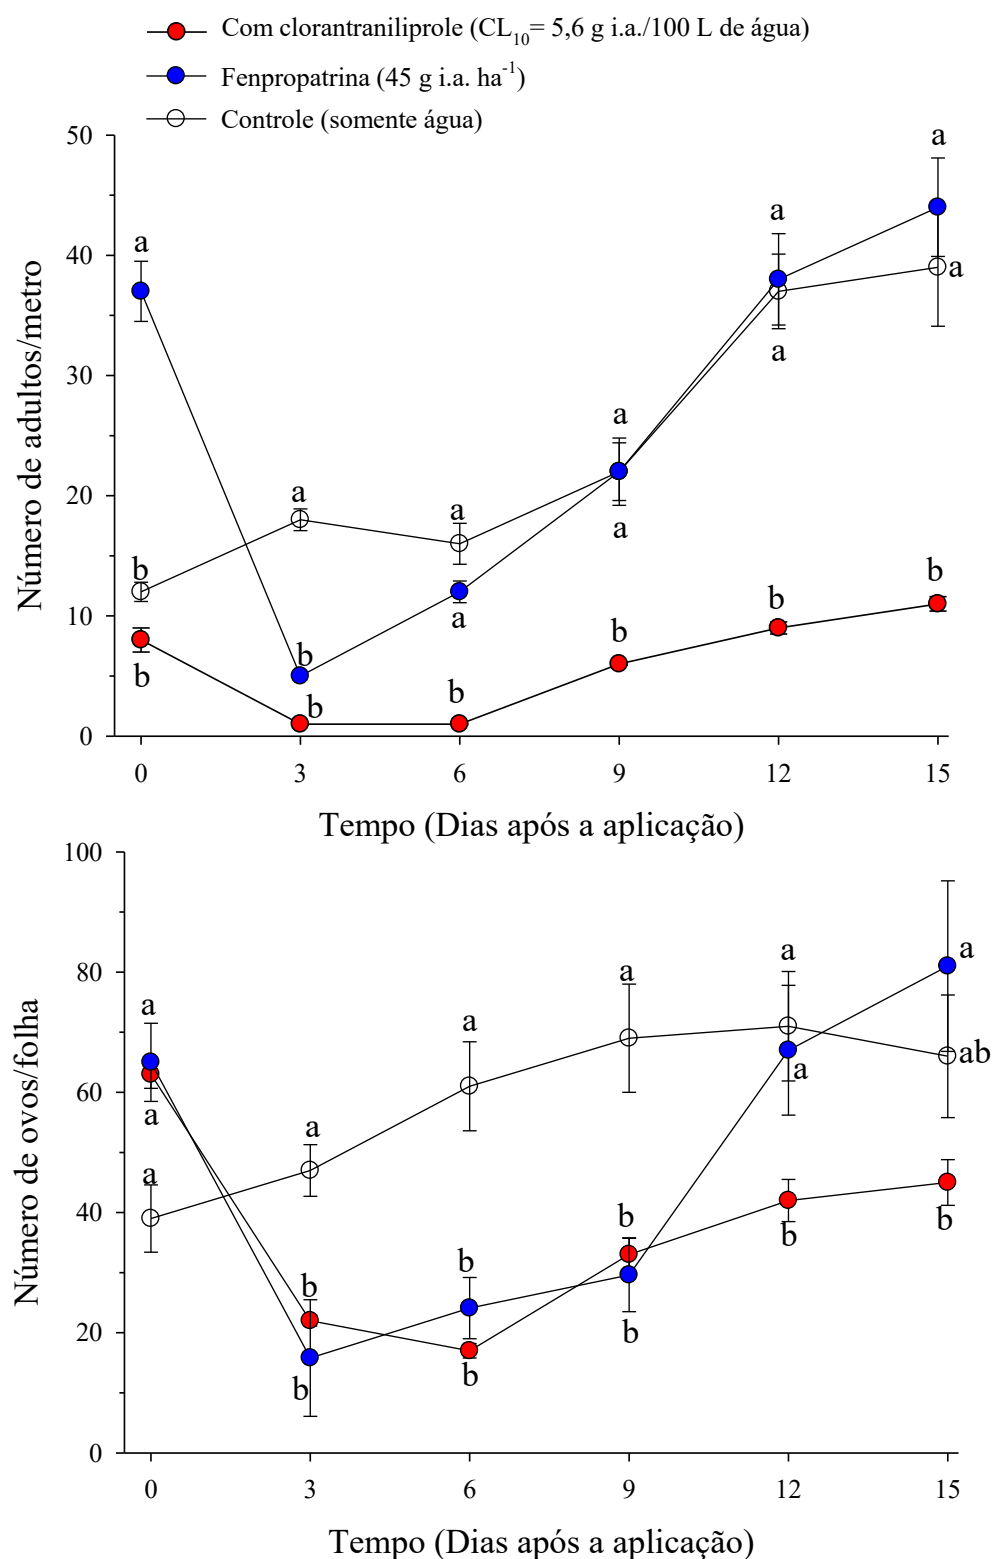 Com clorantraniliprole (CL10= 5,6 g i.a./100 L de água)
Fenpropatrina (45 g i.a. ha-1)
Controle (somente água)
Número de adultos/metro
50
40
30
20
10
0
a
b
b
a
b
b
a
a
b
a
a
b
a
a
b
a
a
b
0 3 6 9 12 15
Tempo (Dias após a aplicação)
Número de ovos/folha
100
80
60
40
20
0
a
a
a
a
b
b
a
b
b
a
b
b
a
a
b
a
ab
b
0 3 6 9 12 15
Tempo (Dias após a aplicação)